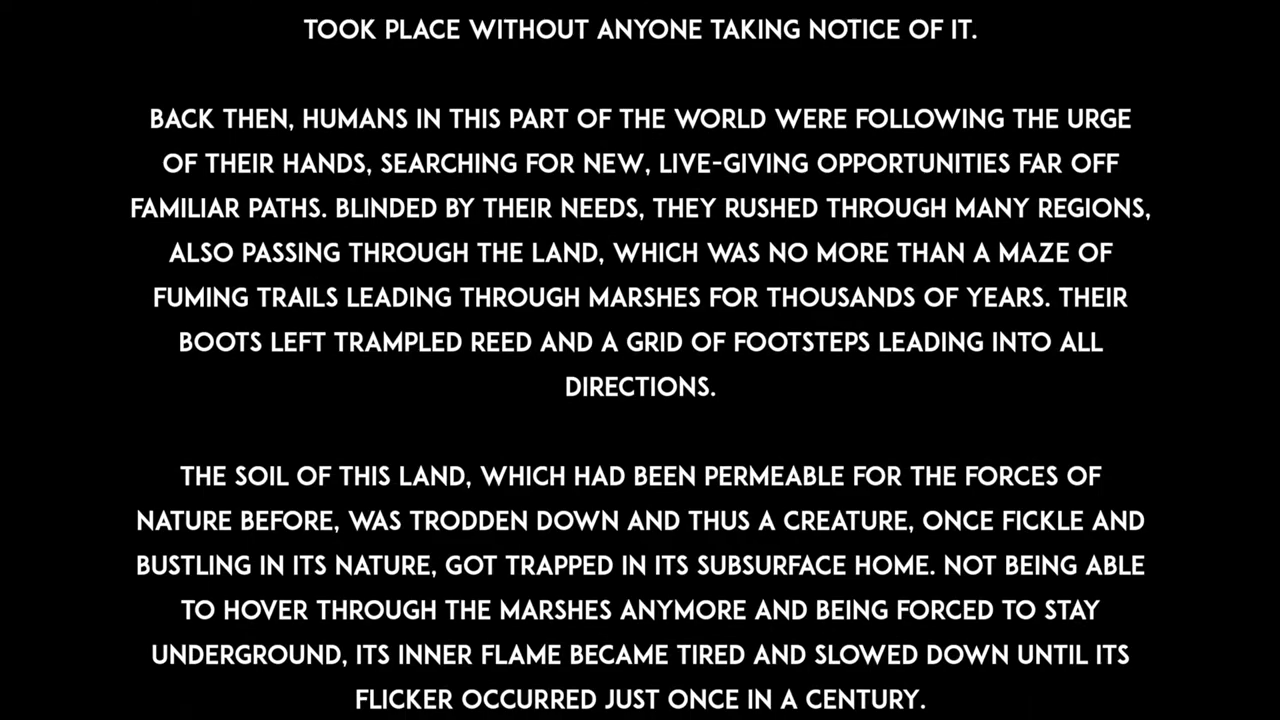 TOOK PLACE WITHOUT ANYONE TAKING NOTICE OF IT.
BACK THEN, HUMANS IN THIS PART OF THE WORLD WERE FOLLOWING THE URGE
OF THEIR HANDS, SEARCHING FOR NEW, LIVE-GIVING OPPORTUNITIES FAR OFF
FAMILIAR PATHS. BLINDED BY THEIR NEEDS, THEY RUSHED THROUGH MANY REGIONS,
ALSO PASSING THROUGH THE LAND, WHICH WAS NO MORE THAN A MAZE OF
FUMING TRAILS LEADING THROUGH MARSHES FOR THOUSANDS OF YEARS. THEIR
BOOTS LEFT TRAMPLED REED AND A GRID OF FOOTSTEPS LEADING INTO ALL
DIRECTIONS.
THE SOIL OF THIS LAND, WHICH HAD BEEN PERMEABLE FOR THE FORCES OF
NATURE BEFORE, WAS TRODDEN DOWN AND THUS A CREATURE, ONCE FICKLE AND
BUSTLING IN ITS NATURE, GOT TRAPPED IN ITS SUBSURFACE HOME. NOT BEING ABLE
TO HOVER THROUGH THE MARSHES ANYMORE AND BEING FORCED TO STAY
UNDERGROUND, ITS INNER FLAME BECAME TIRED AND SLOWED DOWN UNTIL ITS
FLICKER OCCURRED JUST ONCE IN A CENTURY.